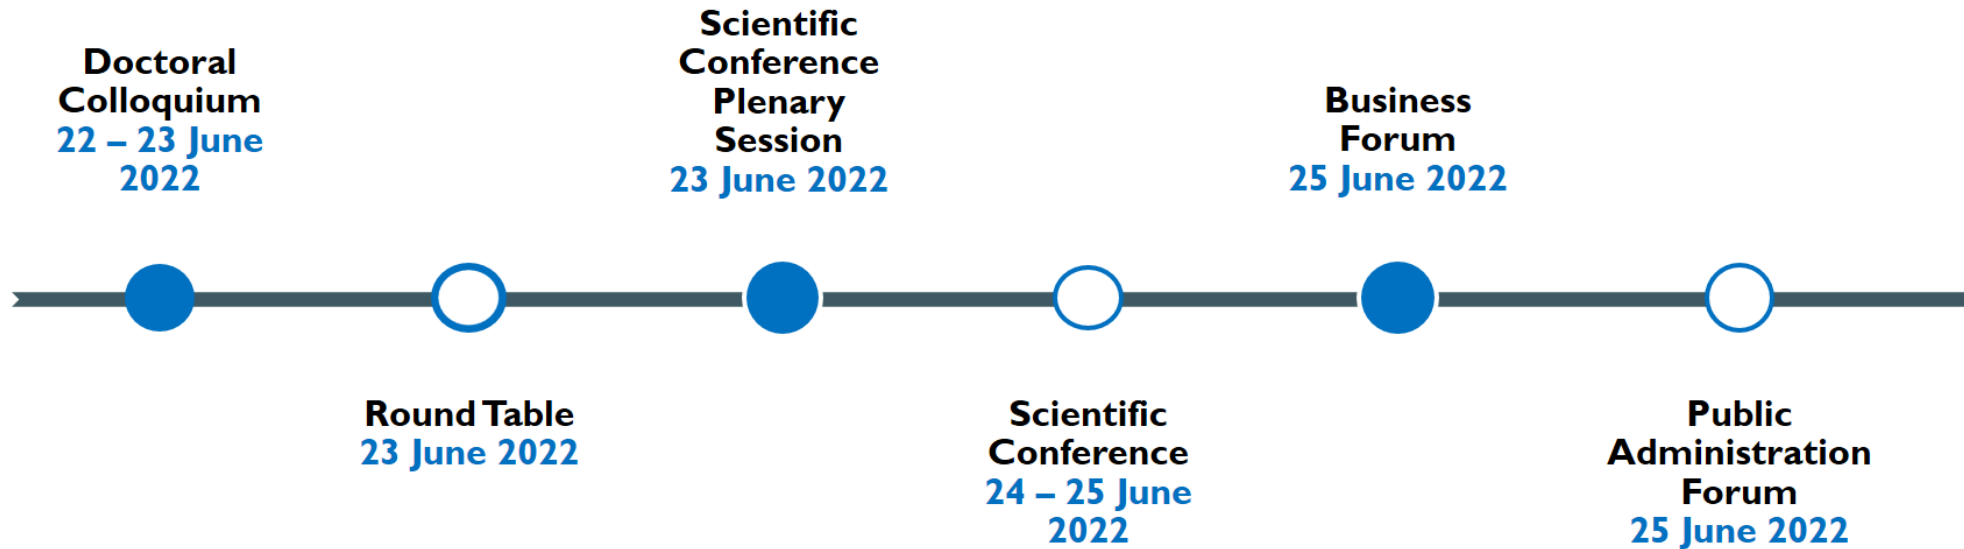 Doctoral
Colloquium
22 – 23 June
2022
Round Table
23 June 2022
Scientific
Conference
Plenary
Session
23 June 2022
Scientific
Conference
24 – 25 June
2022
Business
Forum
25 June 2022
Public
Administration
Forum
25 June 2022